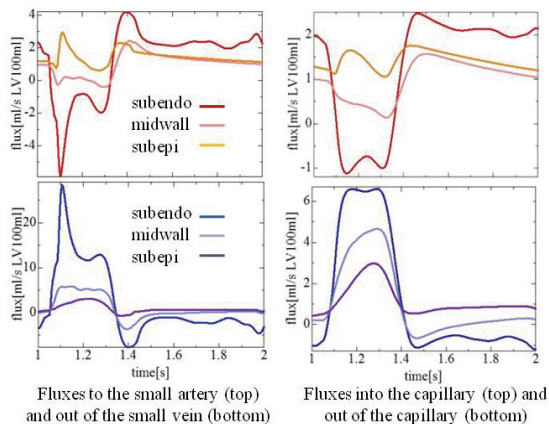 4
2
0
-2
-4
flux[ml/s LV100ml]
subendo
midwall
subepi
2
1
0
-1
flux[ml/s LV100ml]
20
10
0
flux[ml/s LV100ml]
subendo
midwall
subepi
1
1.2
1.4
1.6
1.8
2
time[s]
6
4
2
0
flux[ml/s LV100ml]
1
1.2
1.4
1.6
1.8
2
time[s]
Fluxes to the small artery (top)
and out of the small vein (bottom)
Fluxes into the capillary (top) and
out of the capillary (bottom)